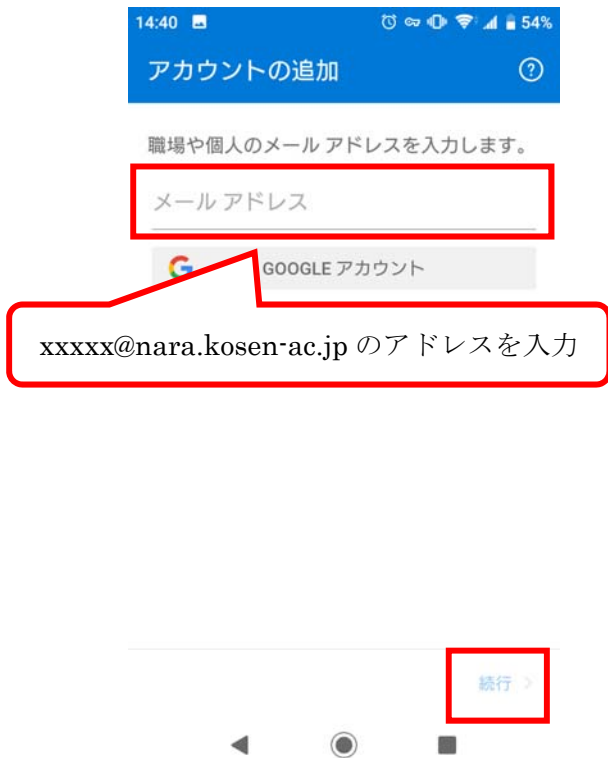 14:40 54%
アカウントの追加 ?
職場や個人のメール アドレスを入力します。
メール アドレス
G GOOGLE アカウント
xxxxx@nara.kosen-ac.jp のアドレスを入力
続行